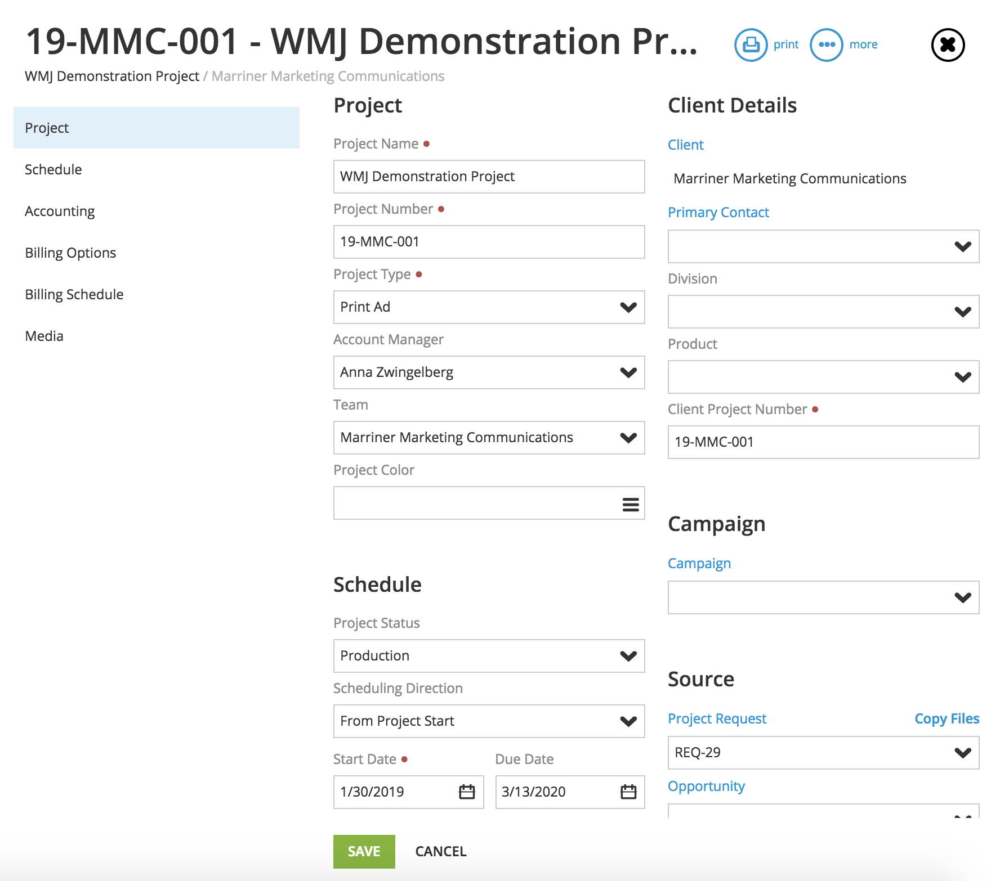 19-MMC-001 - WMJ Demonstration Pr...
print
more
WMJ Demonstration Project / Marriner Marketing Communications
Project
Schedule
Accounting
Billing Options
Billing Schedule
Media
Project
Project Name
WMJ Demonstration Project
Project Number
19-MMC-001
Project Type
Print Ad
Account Manager
Anna Zwingelberg
Team
Marriner Marketing Communications
Project Color
Schedule
Project Status
Production
Scheduling Direction
From Project Start
Start Date
Due Date
1/30/2019
3/13/2020
Client Details
Client
Marriner Marketing Communications
Primary Contact
Division
Product
Client Project Number
19-MMC-001
Campaign
Campaign
Source
Project Request
Copy Files
REQ-29
Opportunity
SAVE
CANCEL